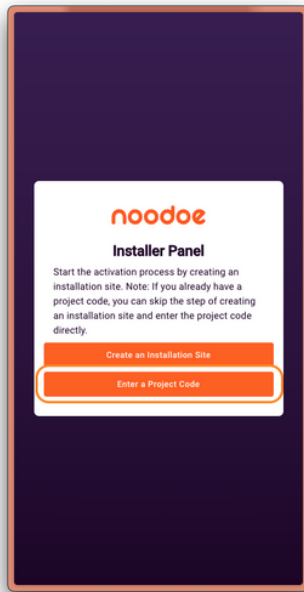 noodoe
Installer Panel
Start the activation process by creating an
installation site. Note: If you already have a
project code, you can skip the step of creating
an installation site and enter the project code
directly.
Create an Installation Site
Enter a Project Code